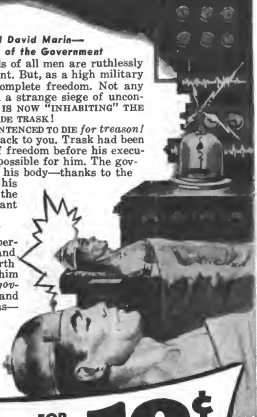 l David Marin—
of the Government
ls of all men are ruthlessly
nt. But, as a high military
omplete freedom. Not any
a strange siege of uncon-
IS NOW "INHABITING" THE
DE TRASK!
NTENCED TO DIE for treason!
ack to you. Trask had been
f freedom before his execu-
possible for him. The gov-
his body—thanks to the
his
the
ant
per-
and
rth
him
gov-
and
ns—
FOR
10¢